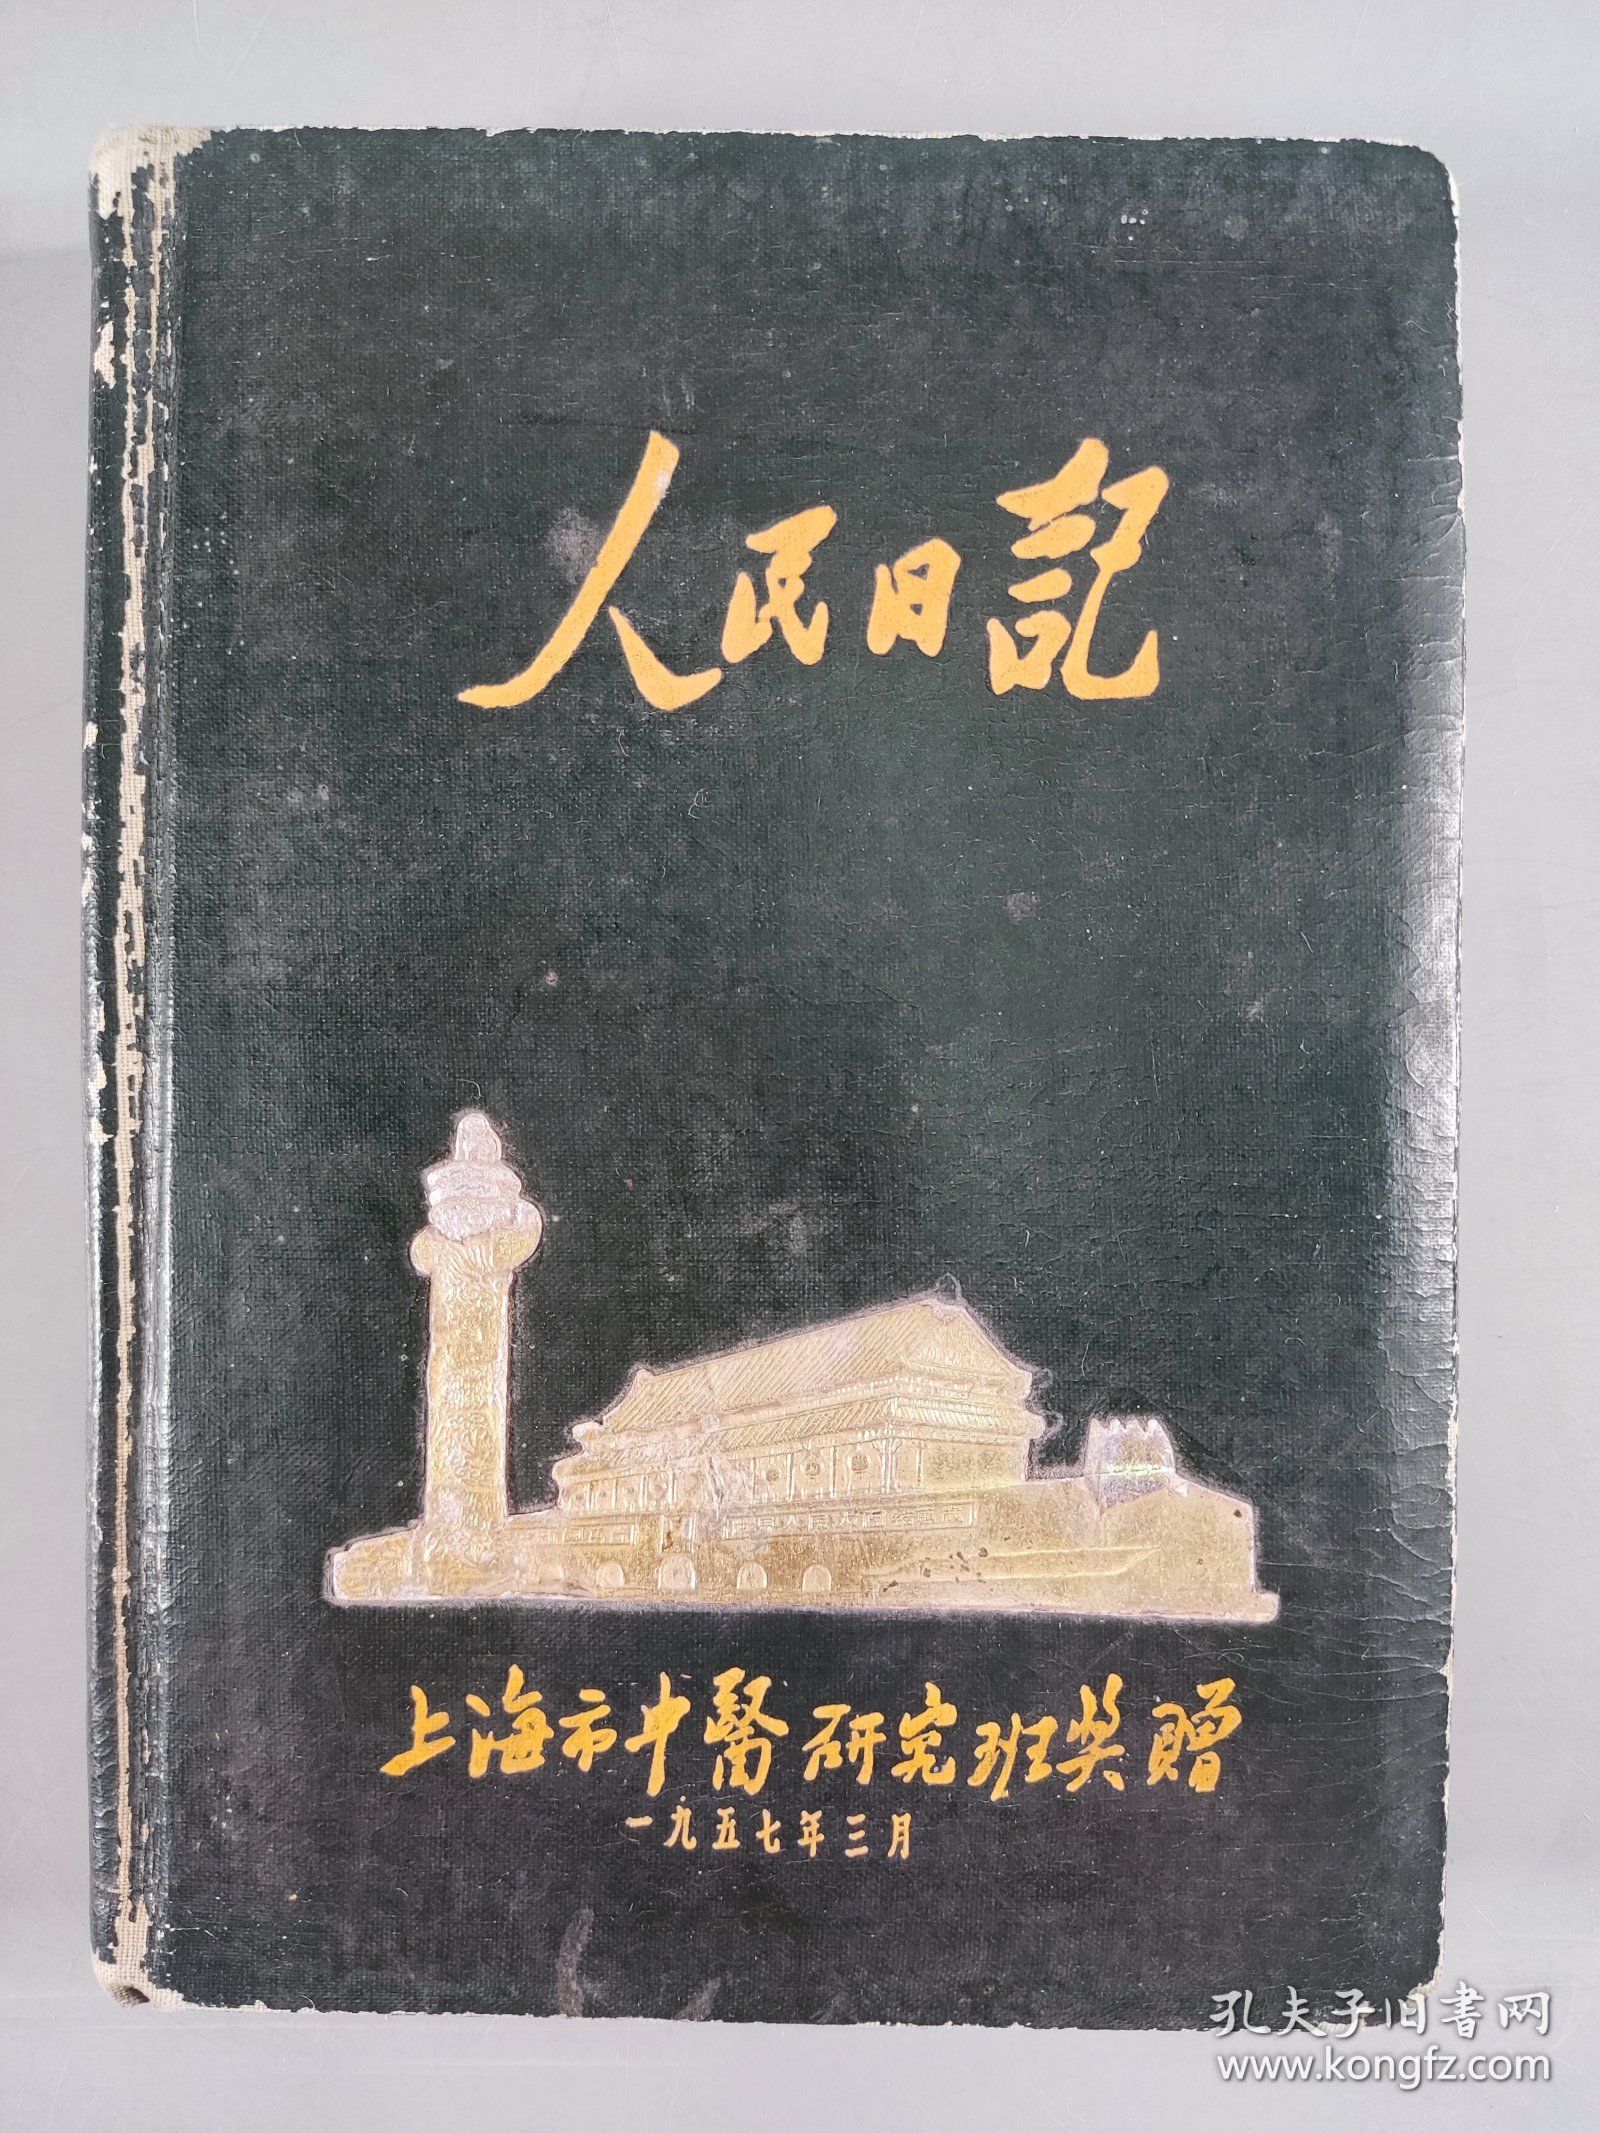 人民日記
上海市中醫研究班奖贈
一九五七年三月
孔夫子旧書网
www.kongfz.com